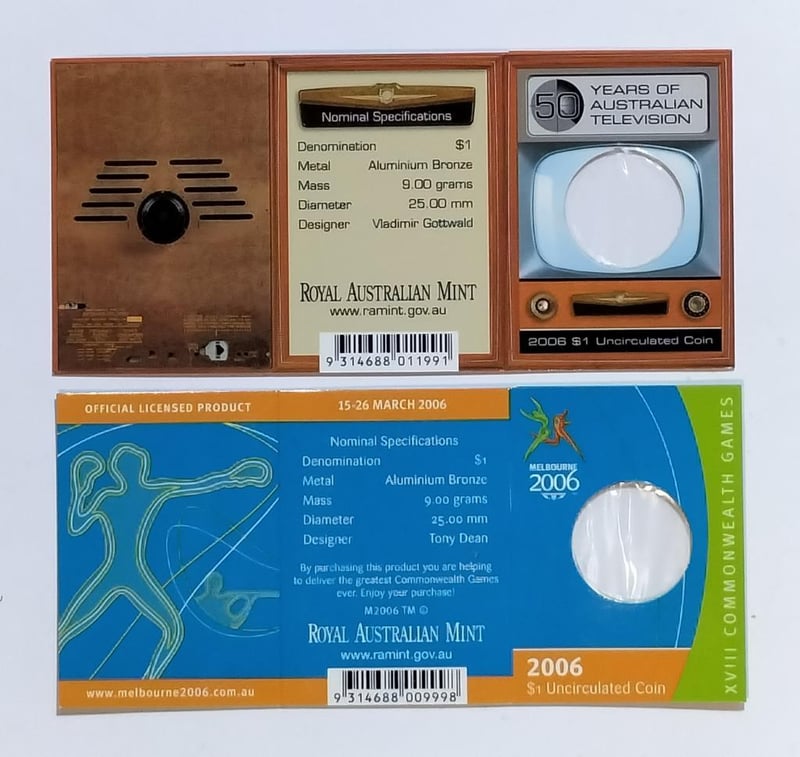 Nominal Specifications
Denomination $1
Metal Aluminium Bronze
Mass 9.00 grams
Diameter 25.00 mm
Designer Vladimir Gottwald
ROYAL AUSTRALIAN MINT
www.ramint.gov.au
9 314688 011991
50 YEARS OF
AUSTRALIAN
TELEVISION
2006 $1 Uncirculated Coin
OFFICIAL LICENSED PRODUCT
www.melbourne2006.com.au
15-26 MARCH 2006
Nominal Specifications
Denomination $1
Metal Aluminium Bronze
Mass 9.00 grams
Diameter 25.00 mm
Designer Tony Dean
By purchasing this product you are helping
to deliver the greatest Commonwealth Games
ever. Enjoy your purchase!
M2006 TM ©
ROYAL AUSTRALIAN MINT
www.ramint.gov.au
9 314688 009998
MELBOURNE
2006
2006
$1 Uncirculated Coin
XVIII COMMONWEALTH GAMES